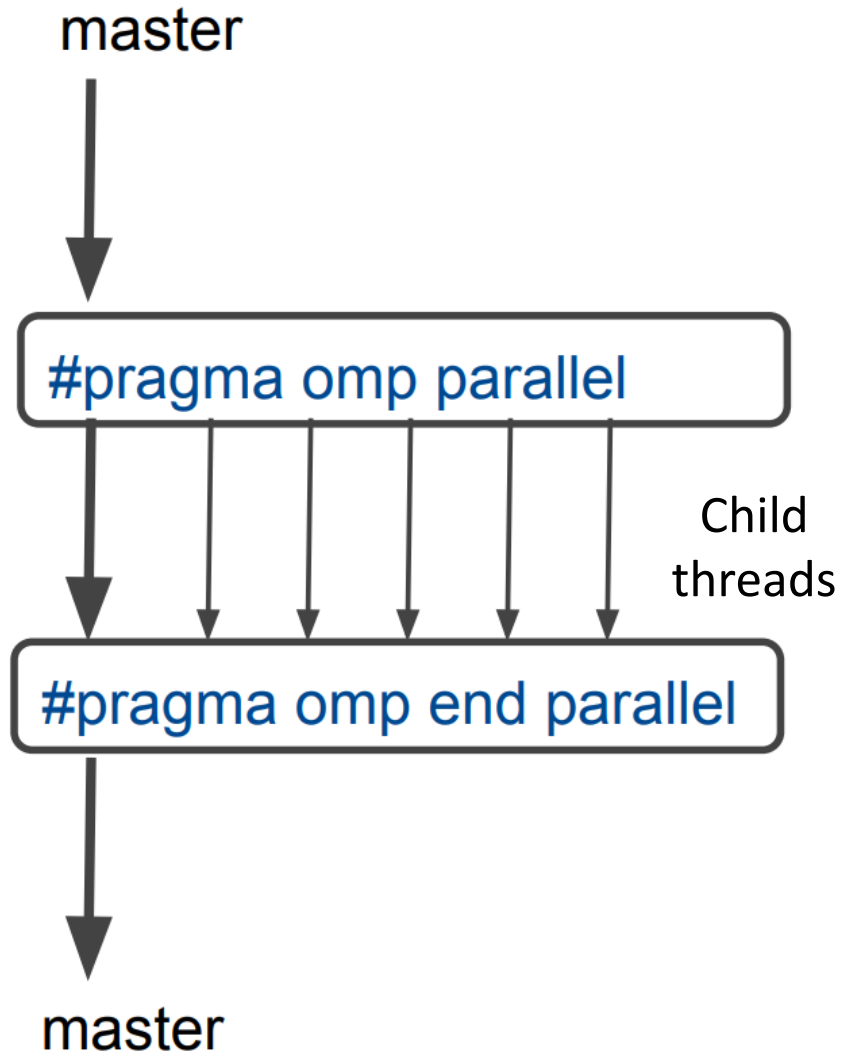 master
#pragma omp parallel
Child
threads
#pragma omp end parallel
master